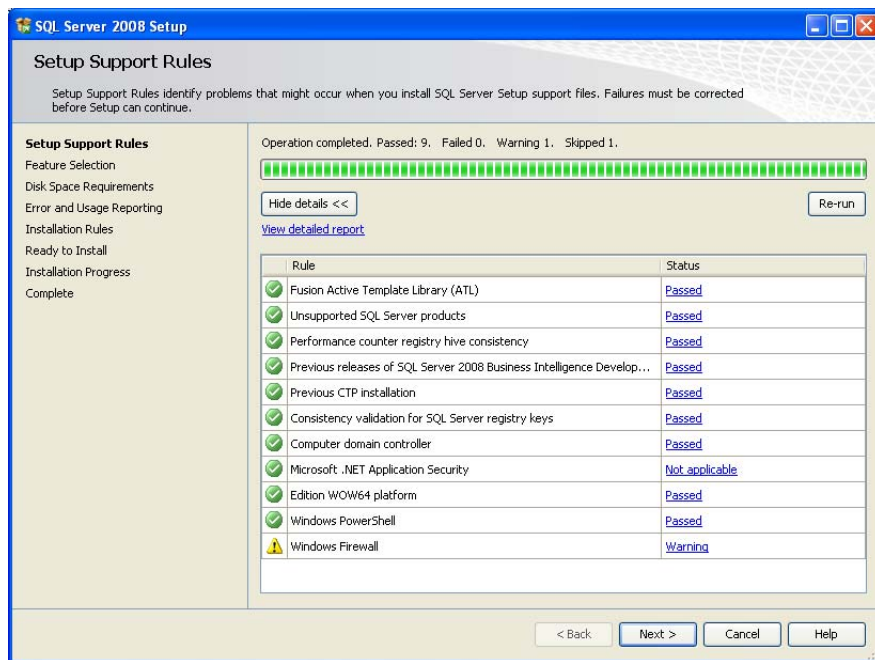 SQL Server 2008 Setup
Setup Support Rules
Setup Support Rules identify problems that might occur when you install SQL Server Setup support files. Failures must be corrected
before Setup can continue.
Setup Support Rules
Feature Selection
Disk Space Requirements
Error and Usage Reporting
Installation Rules
Ready to Install
Installation Progress
Complete
Operation completed. Passed: 9.   Failed 0.   Warning 1.   Skipped 1.
Hide details <<
Re-run
View detailed report
Rule Status
Fusion Active Template Library (ATL) Passed
Unsupported SQL Server products Passed
Performance counter registry hive consistency Passed
Previous releases of SQL Server 2008 Business Intelligence Develop... Passed
Previous CTP installation Passed
Consistency validation for SQL Server registry keys Passed
Computer domain controller Passed
Microsoft .NET Application Security Not applicable
Edition WOW64 platform Passed
Windows PowerShell Passed
Windows Firewall Warning
< Back
Next >
Cancel
Help